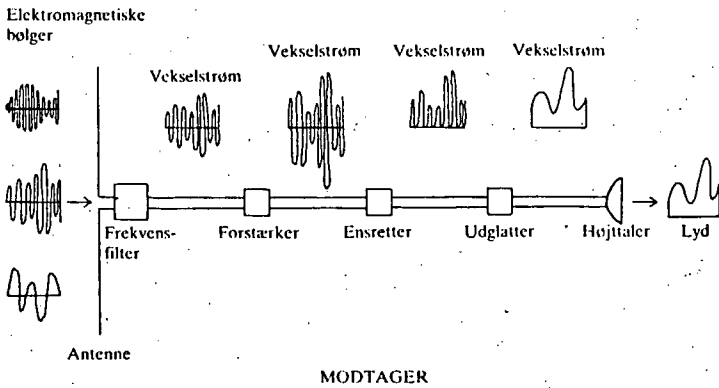 Elektromagnetiske
bølger
Vekselstrøm
Vekselstrøm
Vekselstrøm
Vekselstrøm
Frekvens-
filter
Forstærker
Ensretter
Udglatter
Højttaler
Lyd
Antenne
MODTAGER